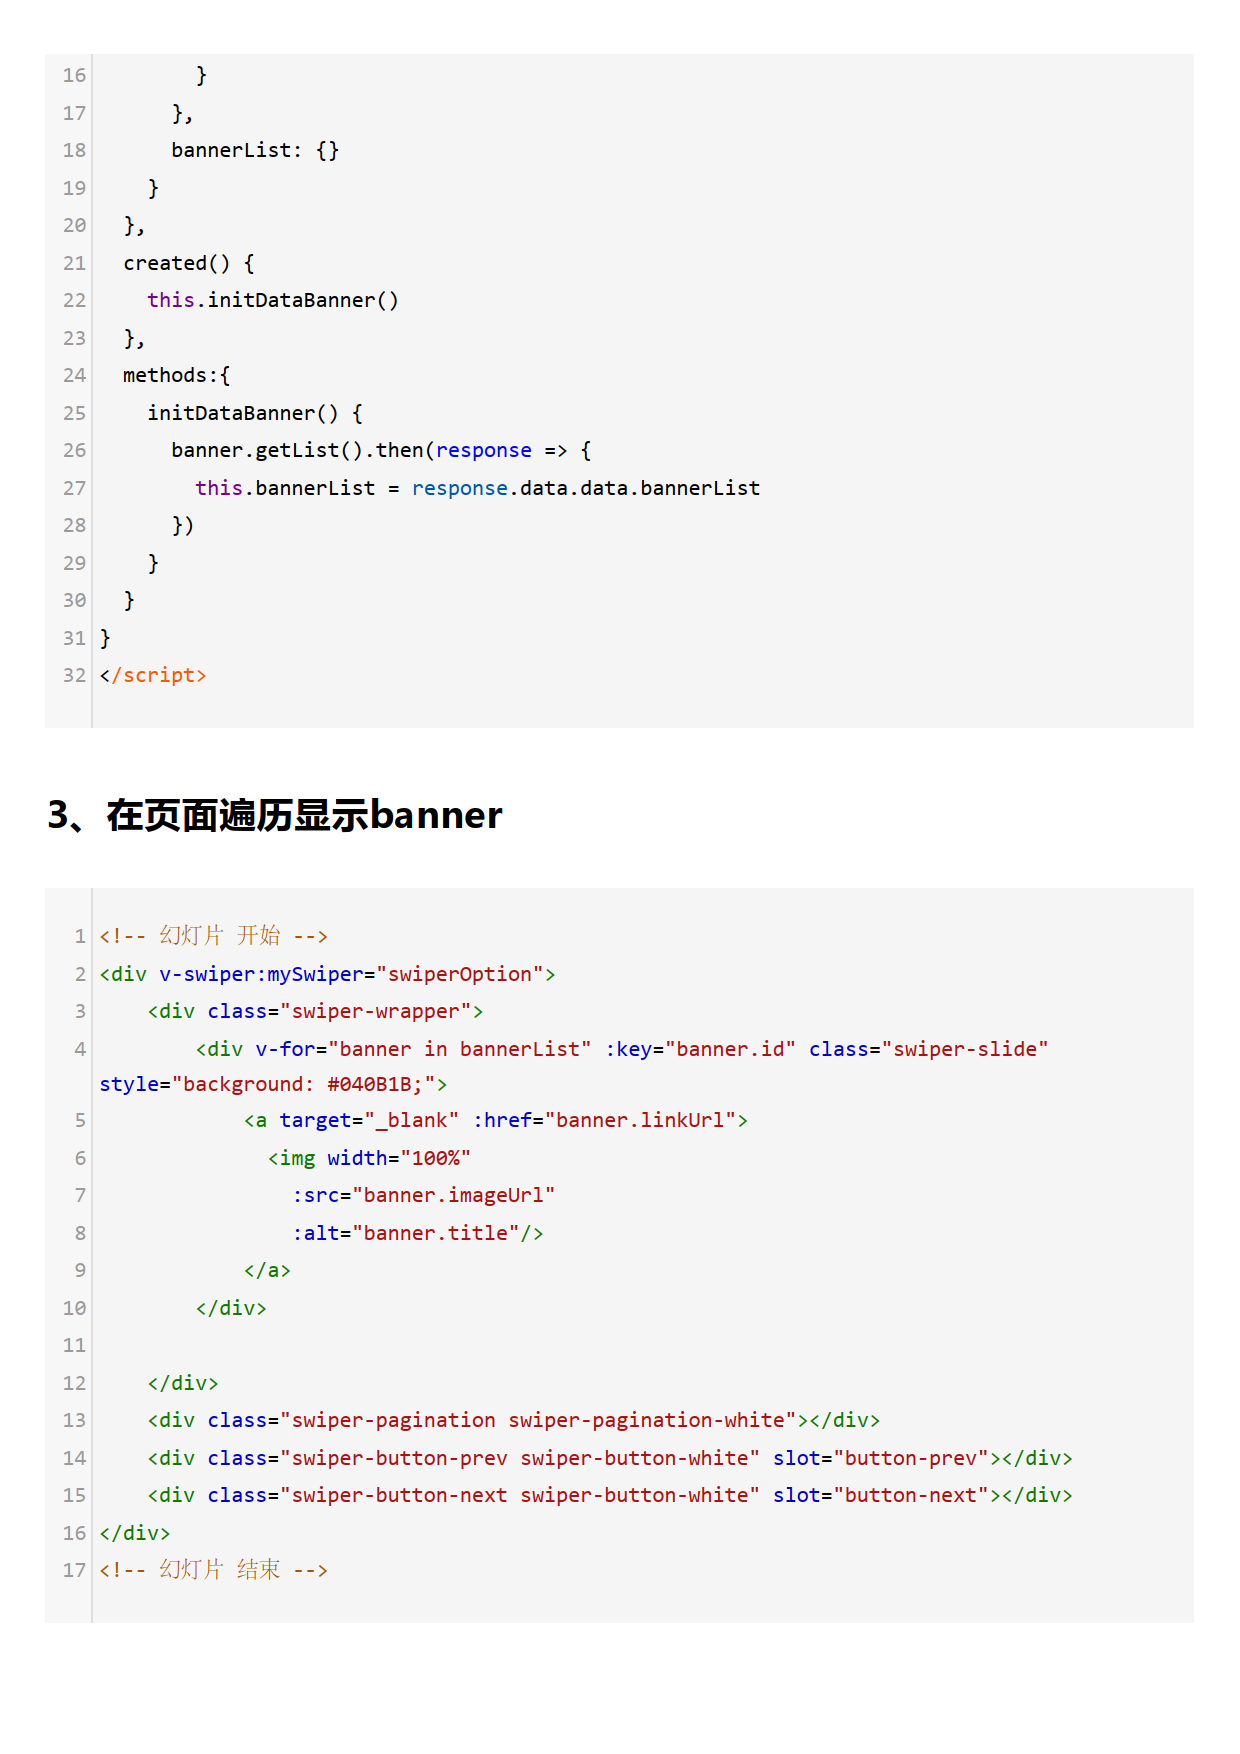 16         }
17       },
18       bannerList: {}
19     }
20   },
21   created() {
22     this.initDataBanner()
23   },
24   methods:{
25     initDataBanner() {
26       banner.getList().then(response => {
27         this.bannerList = response.data.data.bannerList
28       })
29     }
30   }
31 }
32 </script>
3、在页面遍历显示banner
1 <!-- 幻灯片 开始 -->
2 <div v-swiper:mySwiper="swiperOption">
3     <div class="swiper-wrapper">
4         <div v-for="banner in bannerList" :key="banner.id" class="swiper-slide"
style="background: #040B1B;">
5             <a target="_blank" :href="banner.linkUrl">
6               <img width="100%"
7                 :src="banner.imageUrl"
8                 :alt="banner.title"/>
9             </a>
10         </div>
11
12     </div>
13     <div class="swiper-pagination swiper-pagination-white"></div>
14     <div class="swiper-button-prev swiper-button-white" slot="button-prev"></div>
15     <div class="swiper-button-next swiper-button-white" slot="button-next"></div>
16 </div>
17 <!-- 幻灯片 结束 -->